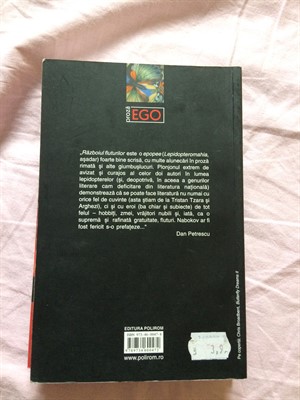 proza
EGO
„Războiul fluturilor este o epopee (Lepidopteromahia,
așadar) foarte bine scrisă, cu multe alunecări în proză
rimată și alte giumbușlucuri. Plonjonul extrem de
avizat și curajos al celor doi autori în lumea
lepidopterelor (și, deopotrivă, în aceea a genurilor
literare cam deficitare din literatura națională)
demonstrează că se poate face literatură nu numai cu
orice fel de cuvinte (asta știam de la Tristan Tzara și
Arghezi), ci și cu eroi (ba chiar și subiecte) de tot
felul – hobbiți, zmei, vrăjitori nubili și, iată, ca o
supremă și rafinată gratuitate, fluturi. Nabokov ar fi
fost fericit s-o prefațeze...”
Dan Petrescu
EDITURA POLIROM
www.polirom.ro